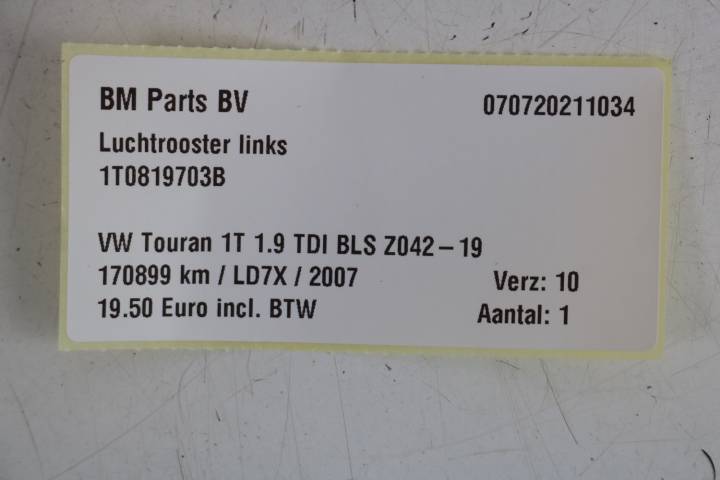 BM Parts BV 070720211034
Luchtrooster links
1T0819703B
VW Touran 1T 1.9 TDI BLS Z042-19
170899 km / LD7X / 2007 Verz: 10
19.50 Euro incl. BTW Aantal: 1